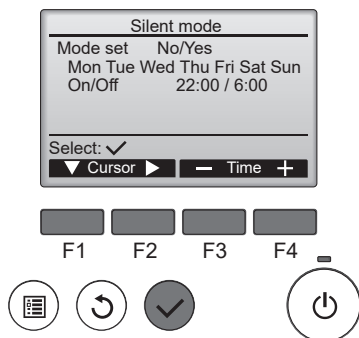 Silent mode
Mode set No/Yes
Mon Tue Wed Thu Fri Sat Sun
On/Off 22:00 / 6:00
Select:
Cursor − Time +
F1 F2 F3 F4